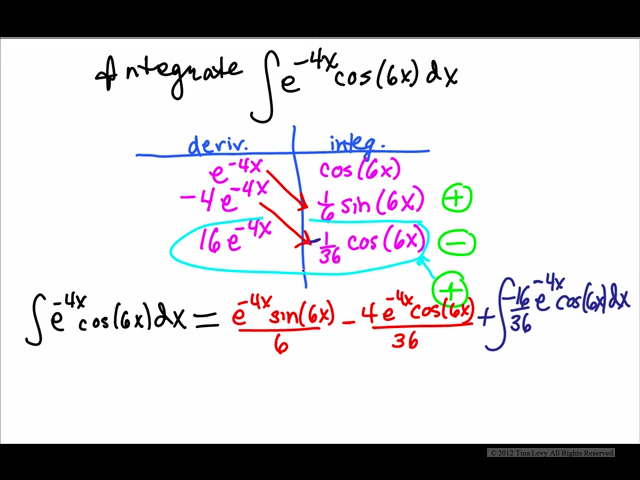 Integrate ∫ e^{-4x} cos(6x) dx
deriv. integ.
e^{-4x} cos(6x)
-4e^{-4x} 1/6 sin(6x) +
16e^{-4x} -1/36 cos(6x) −
+
∫ e^{-4x} cos(6x) dx = e^{-4x} sin(6x)/6 - 4e^{-4x} cos(6x)/36 + ∫ -16/36 e^{-4x} cos(6x) dx
© 2012 Tina Levy All Rights Reserved